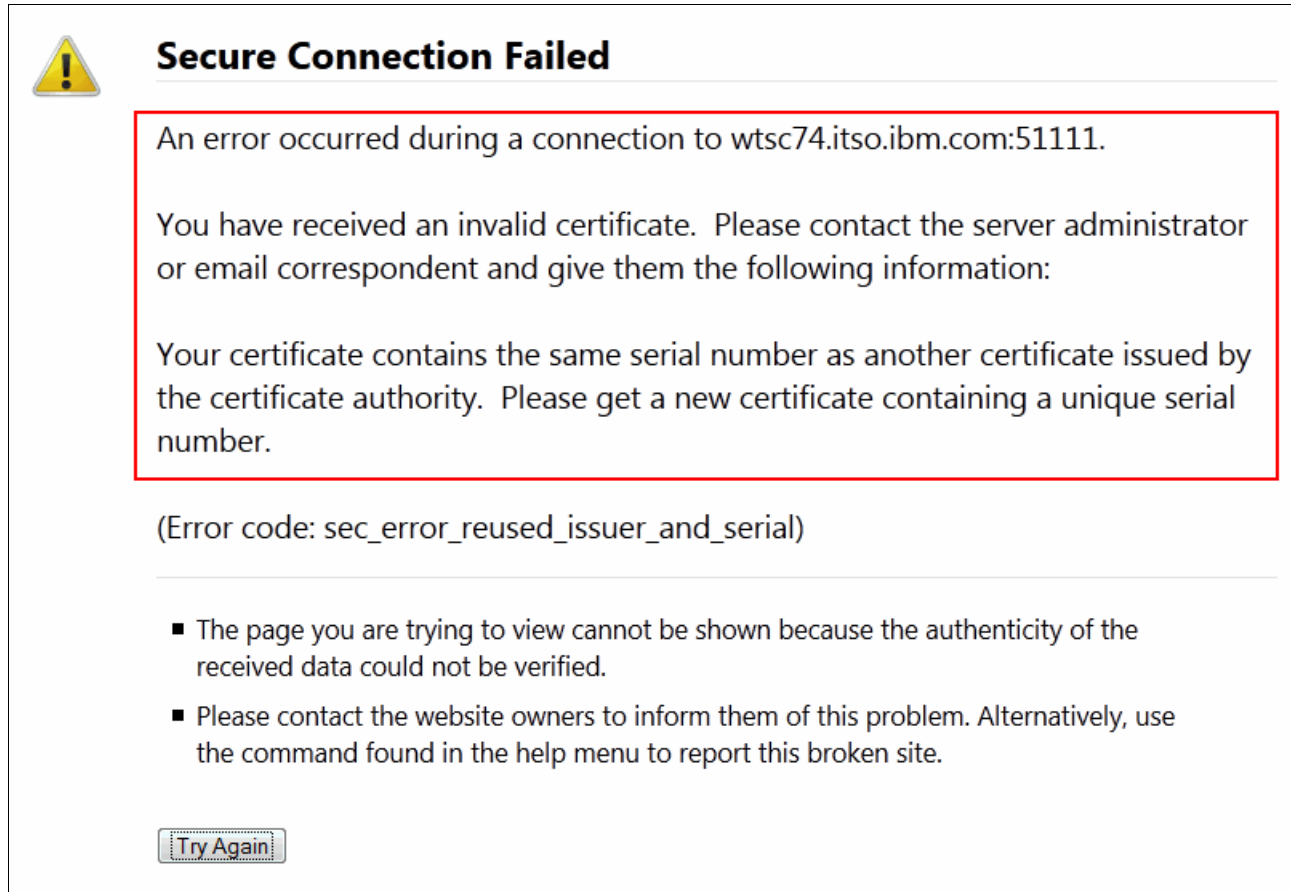 Secure Connection Failed
An error occurred during a connection to wtsc74.itso.ibm.com:51111.
You have received an invalid certificate.  Please contact the server administrator
or email correspondent and give them the following information:
Your certificate contains the same serial number as another certificate issued by
the certificate authority.  Please get a new certificate containing a unique serial
number.
(Error code: sec_error_reused_issuer_and_serial)
■ The page you are trying to view cannot be shown because the authenticity of the
received data could not be verified.
■ Please contact the website owners to inform them of this problem. Alternatively, use
the command found in the help menu to report this broken site.
Try Again